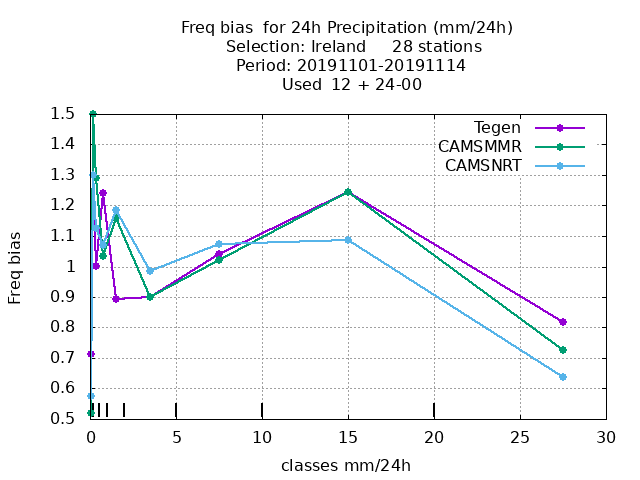 Freq bias  for 24h Precipitation (mm/24h)
Selection: Ireland     28 stations
Period: 20191101-20191114
Used  12 + 24-00
Tegen
CAMSMMR
CAMSNRT
Freq bias
1.5
1.4
1.3
1.2
1.1
1
0.9
0.8
0.7
0.6
0.5
0 5 10 15 20 25 30
classes mm/24h